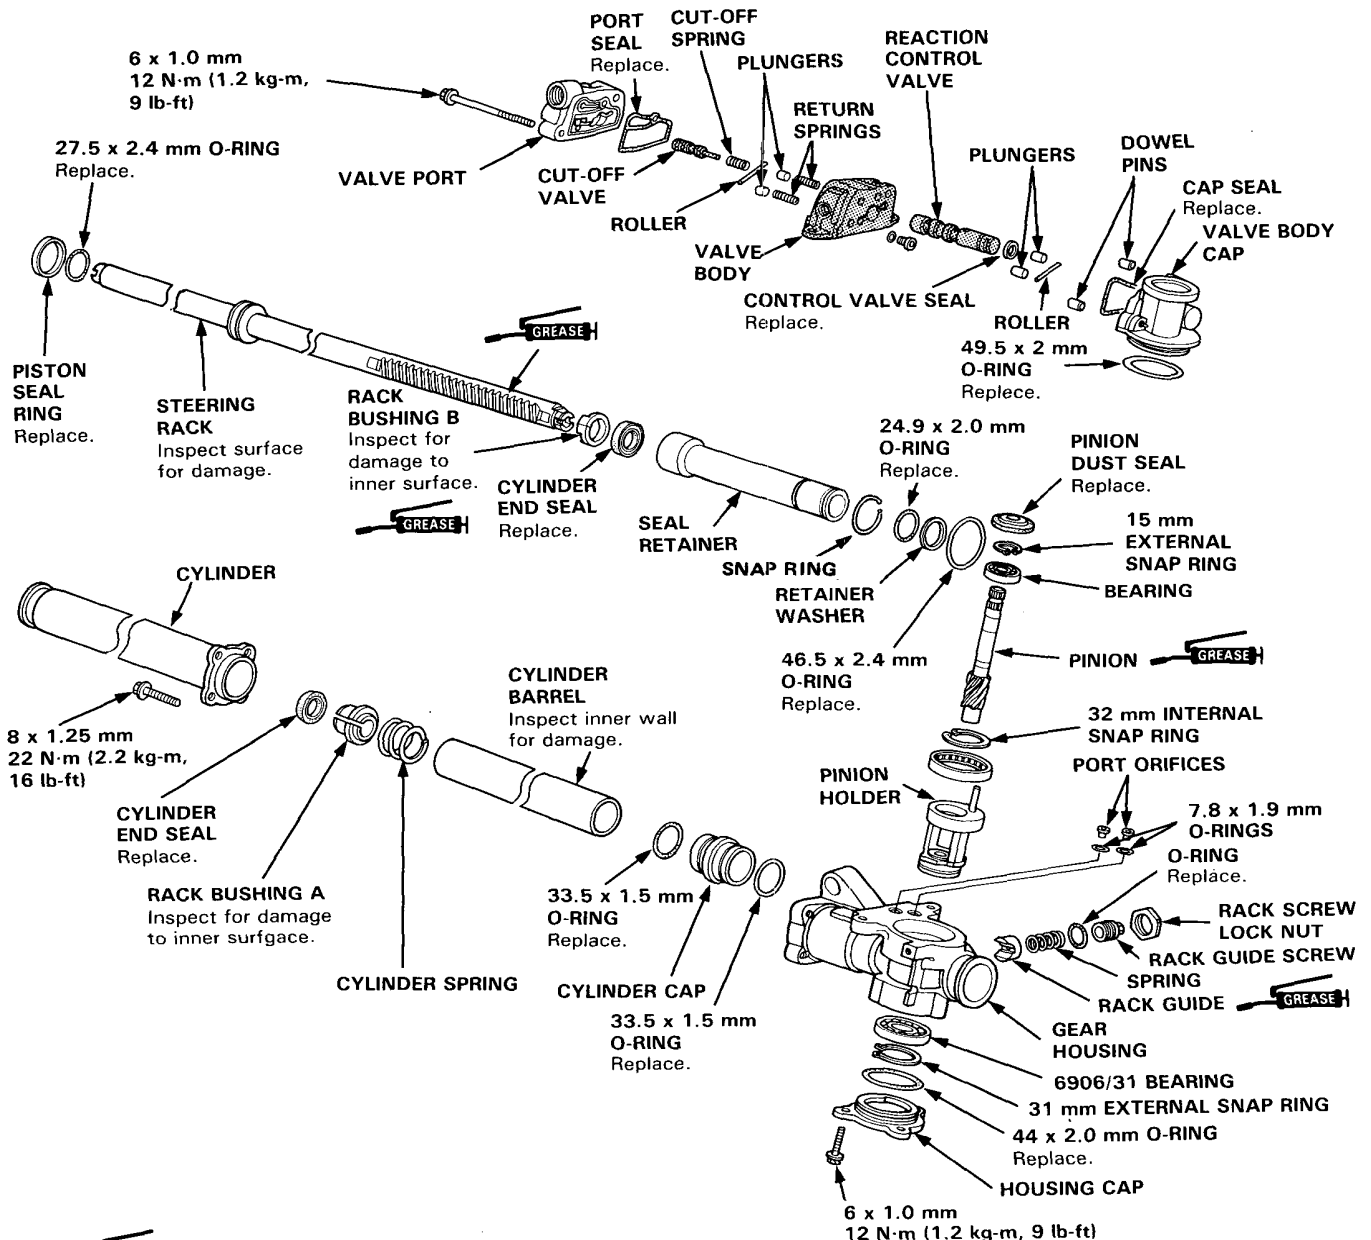 6 x 1.0 mm
12 N·m (1.2 kg-m,
9 lb-ft)
PORT
SEAL
Replace.
CUT-OFF
SPRING
PLUNGERS
REACTION
CONTROL
VALVE
RETURN
SPRINGS
27.5 x 2.4 mm O-RING
Replace.
VALVE PORT
CUT-OFF
VALVE
ROLLER
VALVE
BODY
PLUNGERS
DOWEL
PINS
CAP SEAL
Replace.
VALVE BODY
CAP
CONTROL VALVE SEAL
Replace.
ROLLER
49.5 x 2 mm
O-RING
Replece.
GREASE
PISTON
SEAL
RING
Replace.
STEERING
RACK
Inspect surface
for damage.
RACK
BUSHING B
Inspect for
damage to
inner surface.
GREASE
CYLINDER
END SEAL
Replace.
SEAL
RETAINER
24.9 x 2.0 mm
O-RING
Replace.
PINION
DUST SEAL
Replace.
15 mm
EXTERNAL
SNAP RING
SNAP RING
RETAINER
WASHER
BEARING
CYLINDER
46.5 x 2.4 mm
O-RING
Replace.
PINION
GREASE
8 x 1.25 mm
22 N·m (2.2 kg-m,
16 lb-ft)
CYLINDER
BARREL
Inspect inner wall
for damage.
32 mm INTERNAL
SNAP RING
PORT ORIFICES
PINION
HOLDER
7.8 x 1.9 mm
O-RINGS
O-RING
Replace.
CYLINDER
END SEAL
Replace.
RACK BUSHING A
Inspect for damage
to inner surfgace.
CYLINDER SPRING
33.5 x 1.5 mm
O-RING
Replace.
CYLINDER CAP
33.5 x 1.5 mm
O-RING
Replace.
RACK SCREW
LOCK NUT
RACK GUIDE SCREW
SPRING
RACK GUIDE
GREASE
GEAR
HOUSING
6906/31 BEARING
31 mm EXTERNAL SNAP RING
44 x 2.0 mm O-RING
Replace.
HOUSING CAP
6 x 1.0 mm
12 N·m (1.2 kg-m, 9 lb-ft)